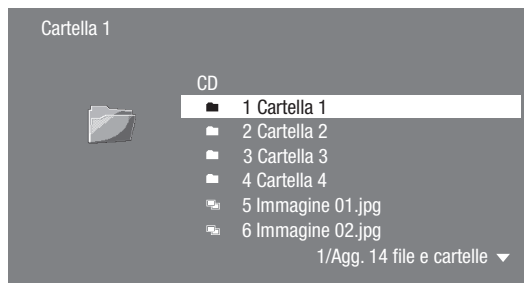 Cartella 1
CD
1 Cartella 1
2 Cartella 2
3 Cartella 3
4 Cartella 4
5 Immagine 01.jpg
6 Immagine 02.jpg
1/Agg. 14 file e cartelle